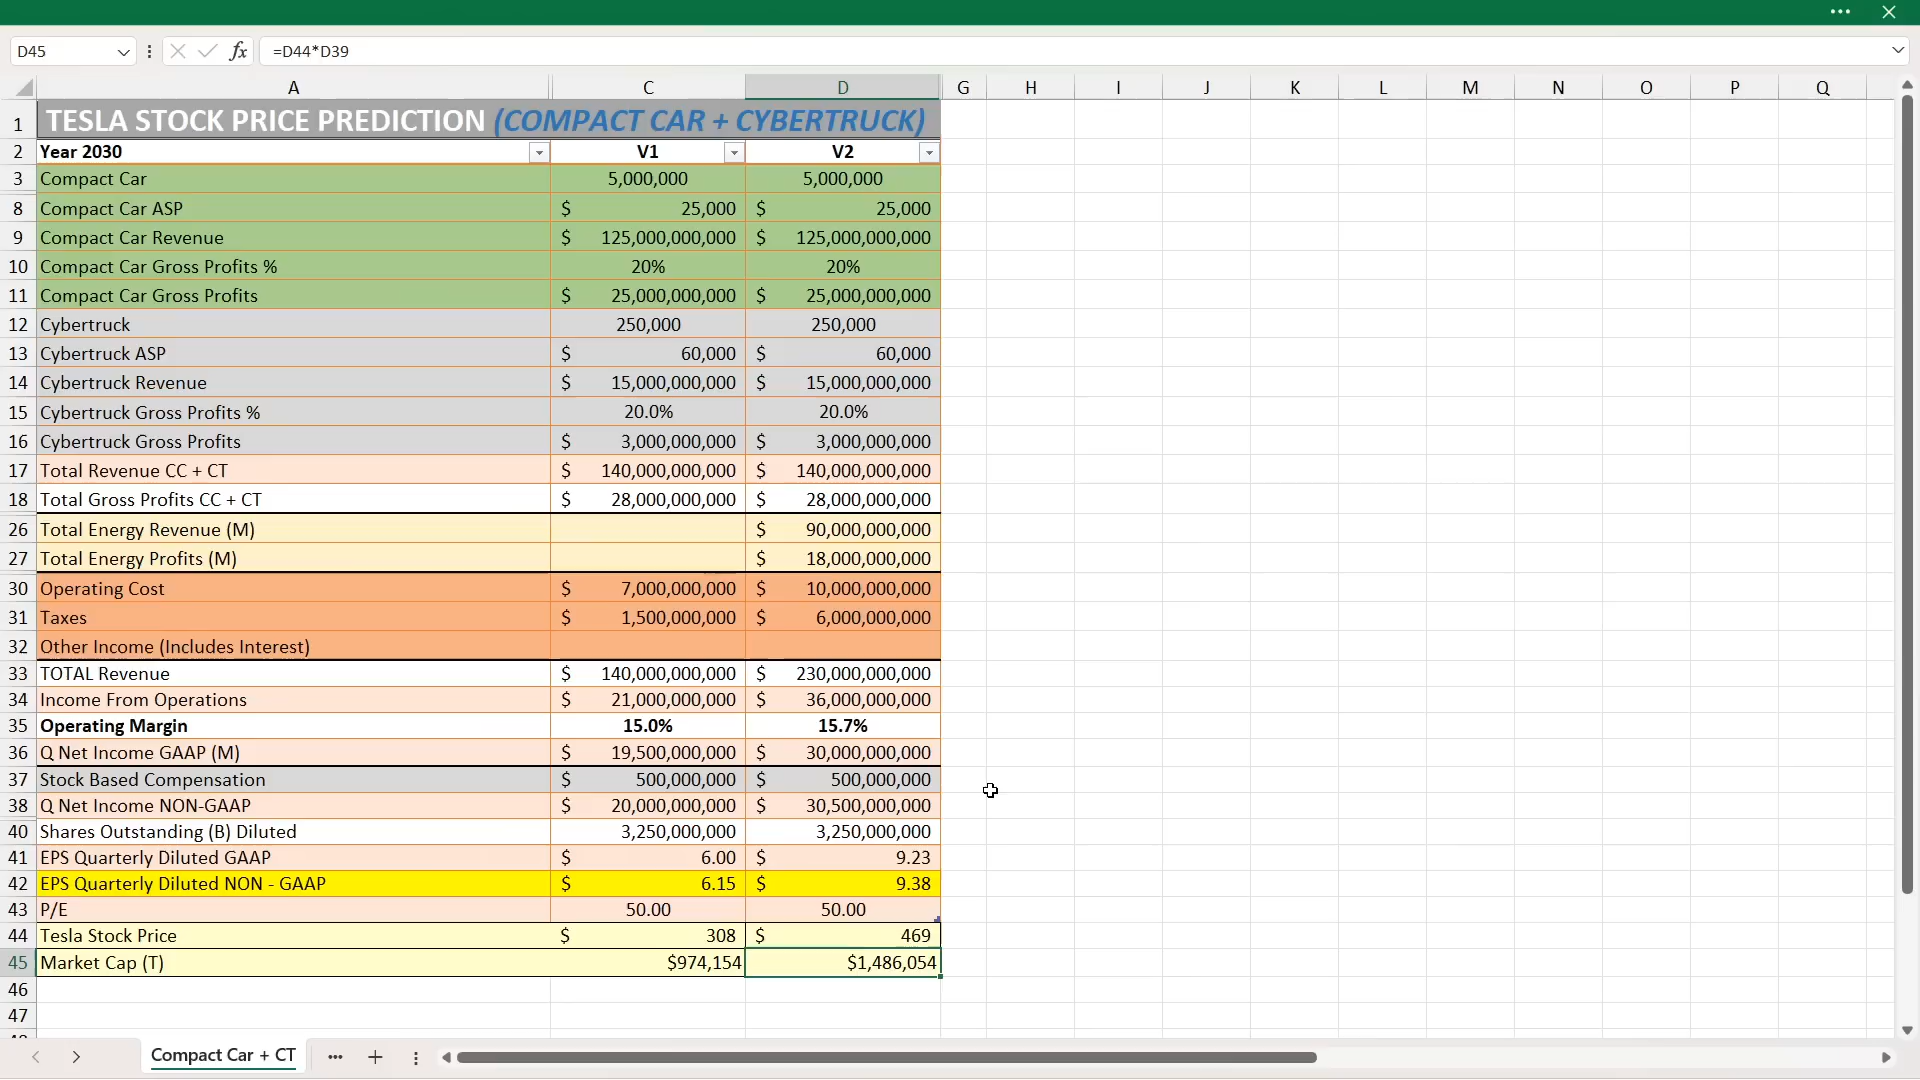 D45 fx =D44*D39
A C D G H I J K L M N O P Q
1 TESLA STOCK PRICE PREDICTION (COMPACT CAR + CYBERTRUCK)
2 Year 2030 V1 V2
3 Compact Car 5,000,000 5,000,000
8 Compact Car ASP $ 25,000 $ 25,000
9 Compact Car Revenue $ 125,000,000,000 $ 125,000,000,000
10 Compact Car Gross Profits % 20% 20%
11 Compact Car Gross Profits $ 25,000,000,000 $ 25,000,000,000
12 Cybertruck 250,000 250,000
13 Cybertruck ASP $ 60,000 $ 60,000
14 Cybertruck Revenue $ 15,000,000,000 $ 15,000,000,000
15 Cybertruck Gross Profits % 20.0% 20.0%
16 Cybertruck Gross Profits $ 3,000,000,000 $ 3,000,000,000
17 Total Revenue CC + CT $ 140,000,000,000 $ 140,000,000,000
18 Total Gross Profits CC + CT $ 28,000,000,000 $ 28,000,000,000
26 Total Energy Revenue (M) $ 90,000,000,000
27 Total Energy Profits (M) $ 18,000,000,000
30 Operating Cost $ 7,000,000,000 $ 10,000,000,000
31 Taxes $ 1,500,000,000 $ 6,000,000,000
32 Other Income (Includes Interest)
33 TOTAL Revenue $ 140,000,000,000 $ 230,000,000,000
34 Income From Operations $ 21,000,000,000 $ 36,000,000,000
35 Operating Margin 15.0% 15.7%
36 Q Net Income GAAP (M) $ 19,500,000,000 $ 30,000,000,000
37 Stock Based Compensation $ 500,000,000 $ 500,000,000
38 Q Net Income NON-GAAP $ 20,000,000,000 $ 30,500,000,000
40 Shares Outstanding (B) Diluted 3,250,000,000 3,250,000,000
41 EPS Quarterly Diluted GAAP $ 6.00 $ 9.23
42 EPS Quarterly Diluted NON - GAAP $ 6.15 $ 9.38
43 P/E 50.00 50.00
44 Tesla Stock Price $ 308 $ 469
45 Market Cap (T) $974,154 $1,486,054
46
47
Compact Car + CT